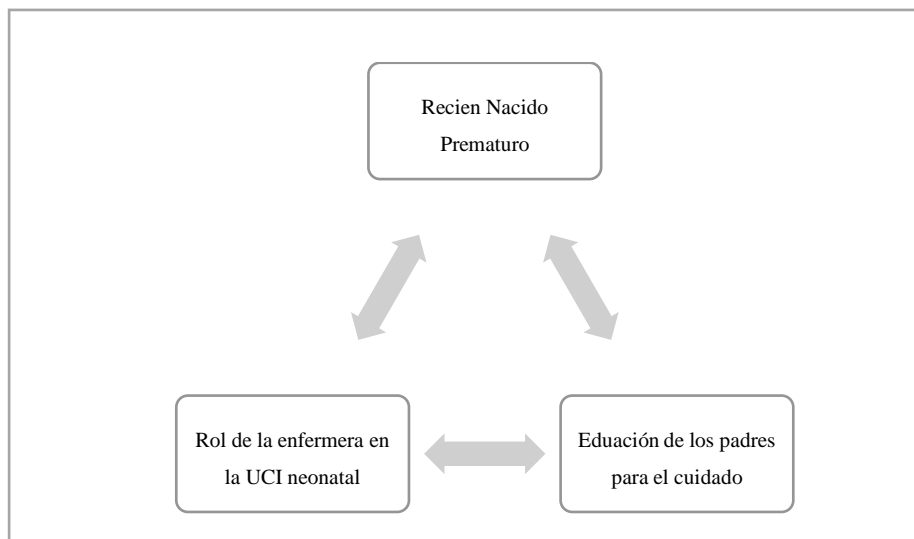 Recien Nacido
Prematuro
Rol de la enfermera en
la UCI neonatal
Eduación de los padres
para el cuidado